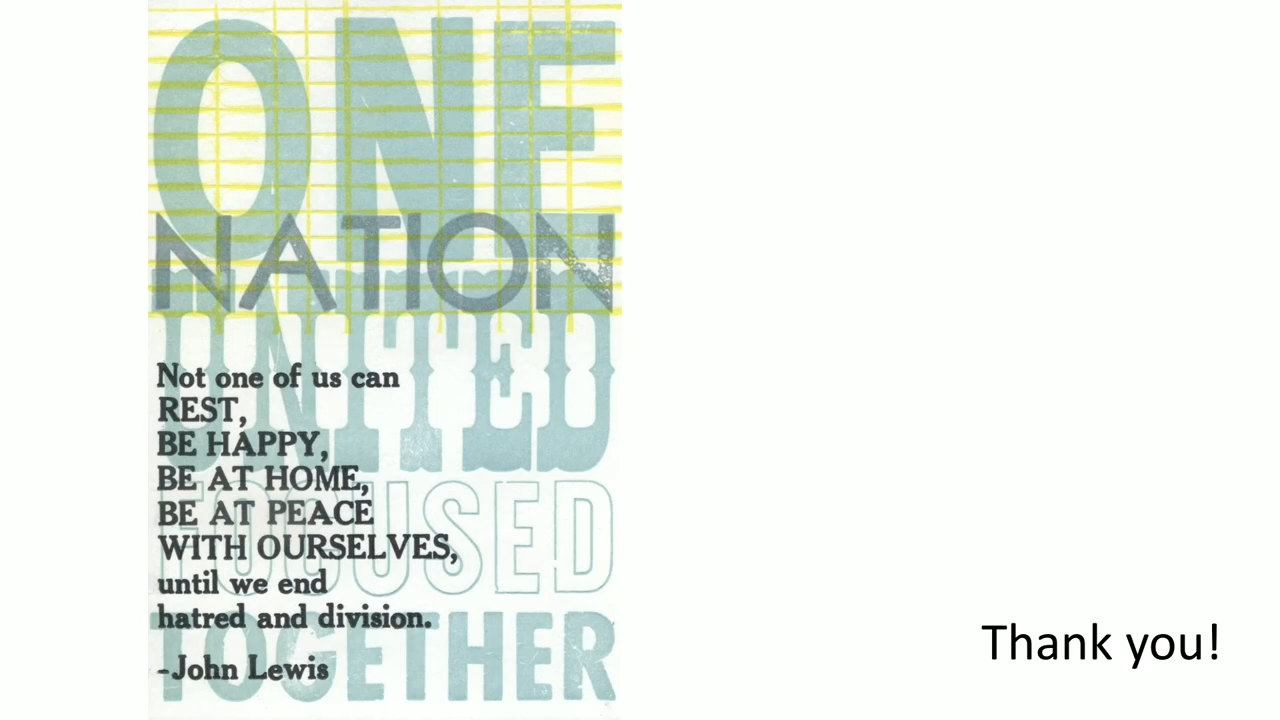 ONE
NATION
UNITED
FOCUSED
TOGETHER
Not one of us can
REST,
BE HAPPY,
BE AT HOME,
BE AT PEACE
WITH OURSELVES,
until we end
hatred and division.
-John Lewis
Thank you!